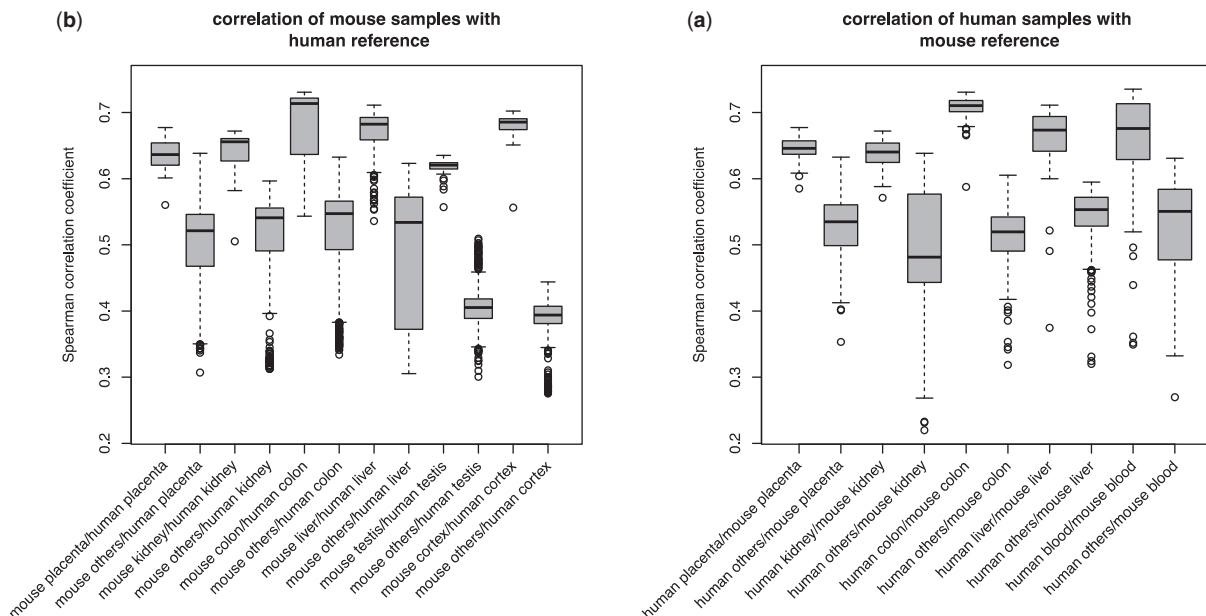 (b)
correlation of mouse samples with
human reference
Spearman correlation coefficient
0.7
0.6
0.5
0.4
0.3
0.2
mouse placenta/human placenta
mouse others/human placenta
mouse kidney/human kidney
mouse others/human kidney
mouse colon/human colon
mouse others/human colon
mouse liver/human liver
mouse others/human liver
mouse testis/human testis
mouse others/human testis
mouse cortex/human cortex
mouse others/human cortex
(a)
correlation of human samples with
mouse reference
Spearman correlation coefficient
0.7
0.6
0.5
0.4
0.3
0.2
human placenta/mouse placenta
human others/mouse placenta
human kidney/mouse kidney
human others/mouse kidney
human colon/mouse colon
human others/mouse colon
human liver/mouse liver
human others/mouse liver
human blood/mouse blood
human others/mouse blood